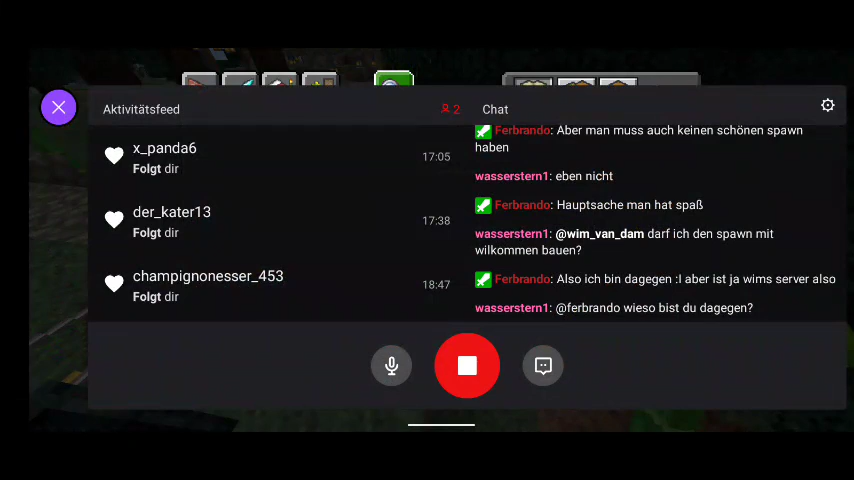 Aktivitätsfeed
2
x_panda6
Folgt dir
17:05
der_kater13
Folgt dir
17:38
champignonesser_453
Folgt dir
18:47
Chat
Ferbrando: Aber man muss auch keinen schönen spawn
haben
wasserstern1: eben nicht
Ferbrando: Hauptsache man hat spaß
wasserstern1: @wim_van_dam darf ich den spawn mit
wilkommen bauen?
Ferbrando: Also ich bin dagegen :I aber ist ja wims server also
wasserstern1: @ferbrando wieso bist du dagegen?